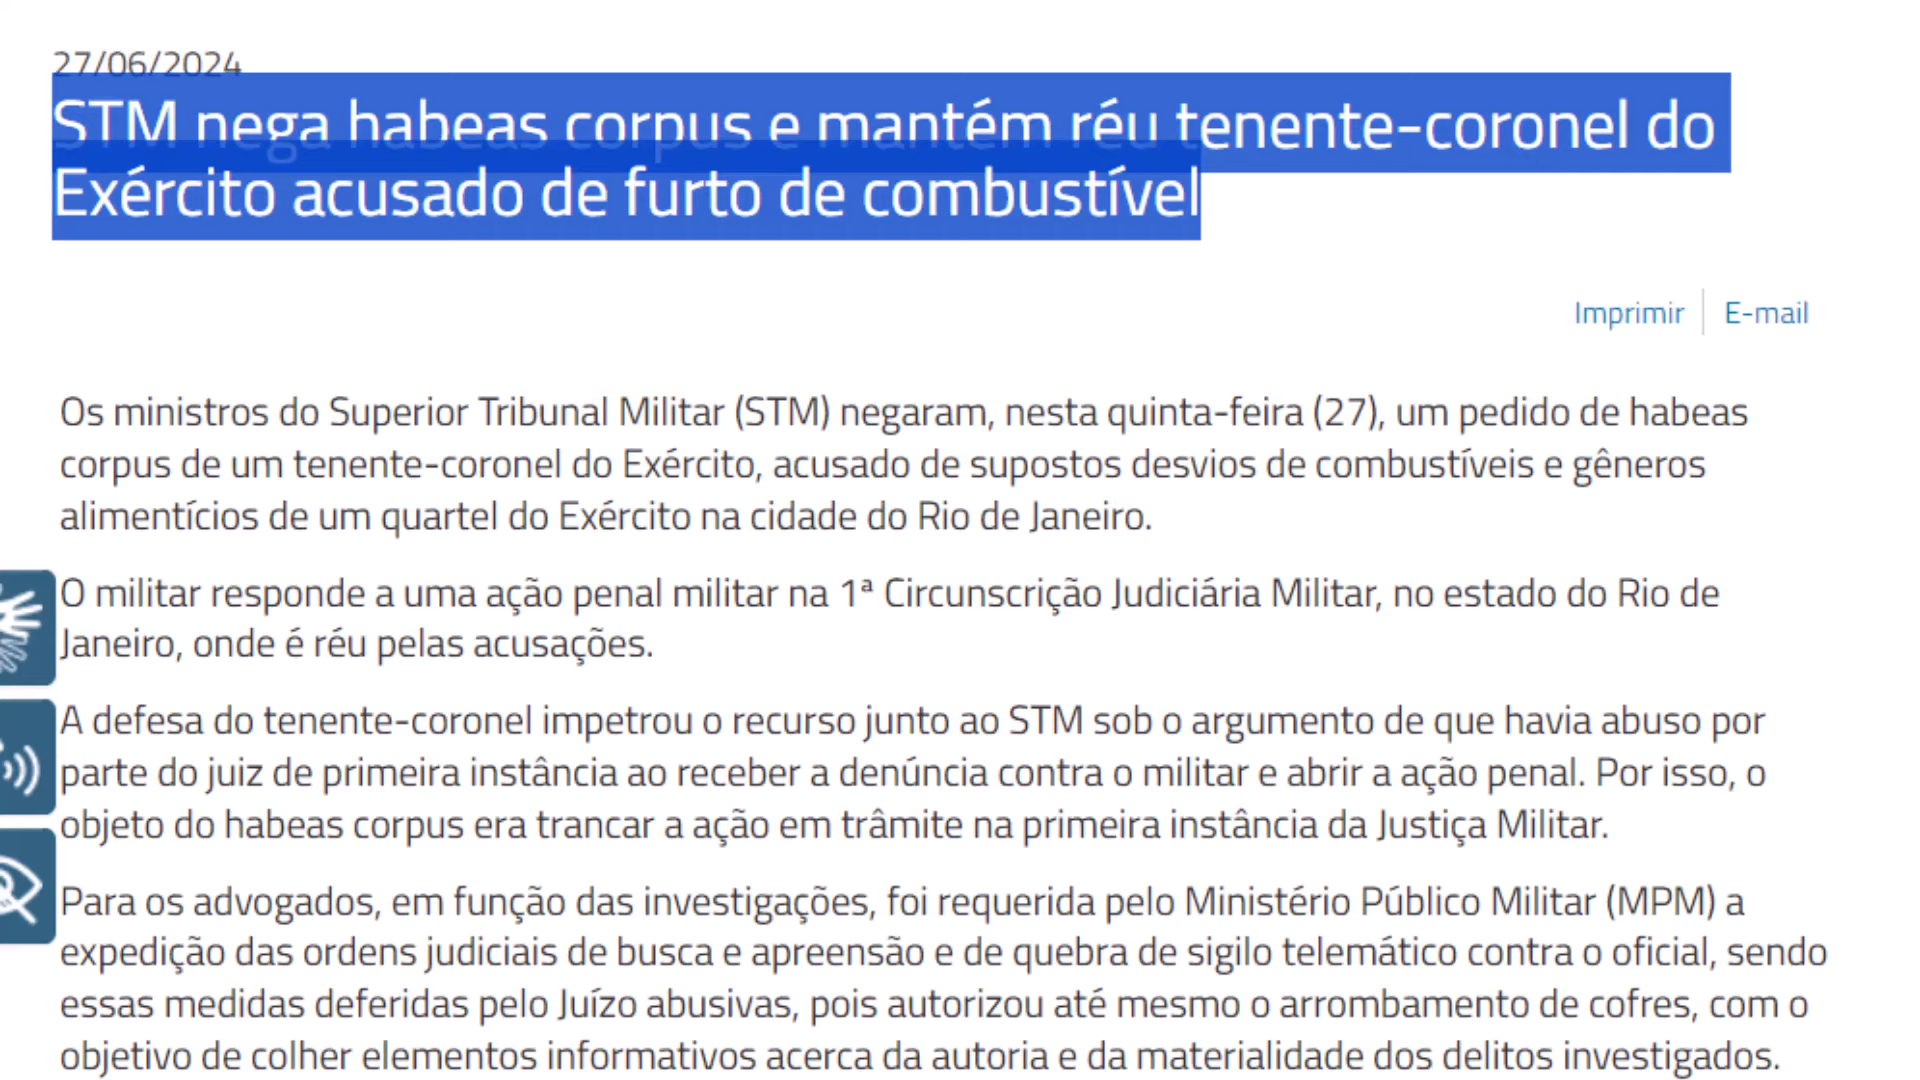 27/06/2024
STM nega habeas corpus e mantém réu tenente-coronel do
Exército acusado de furto de combustível
Imprimir E-mail
Os ministros do Superior Tribunal Militar (STM) negaram, nesta quinta-feira (27), um pedido de habeas
corpus de um tenente-coronel do Exército, acusado de supostos desvios de combustíveis e gêneros
alimentícios de um quartel do Exército na cidade do Rio de Janeiro.
O militar responde a uma ação penal militar na 1ª Circunscrição Judiciária Militar, no estado do Rio de
Janeiro, onde é réu pelas acusações.
A defesa do tenente-coronel impetrou o recurso junto ao STM sob o argumento de que havia abuso por
parte do juiz de primeira instância ao receber a denúncia contra o militar e abrir a ação penal. Por isso, o
objeto do habeas corpus era trancar a ação em trâmite na primeira instância da Justiça Militar.
Para os advogados, em função das investigações, foi requerida pelo Ministério Público Militar (MPM) a
expedição das ordens judiciais de busca e apreensão e de quebra de sigilo telemático contra o oficial, sendo
essas medidas deferidas pelo Juízo abusivas, pois autorizou até mesmo o arrombamento de cofres, com o
objetivo de colher elementos informativos acerca da autoria e da materialidade dos delitos investigados.